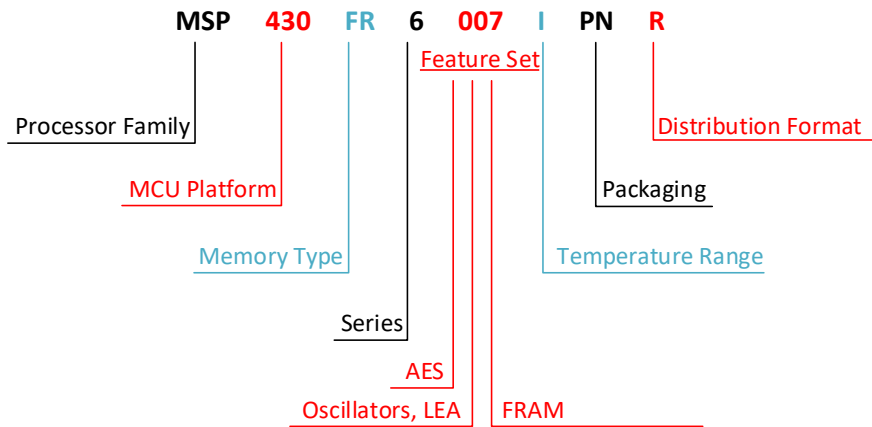 MSP 430 FR 6 007 I PN R
Feature Set
Processor Family
Distribution Format
MCU Platform
Packaging
Memory Type
Temperature Range
Series
AES
Oscillators, LEA
FRAM